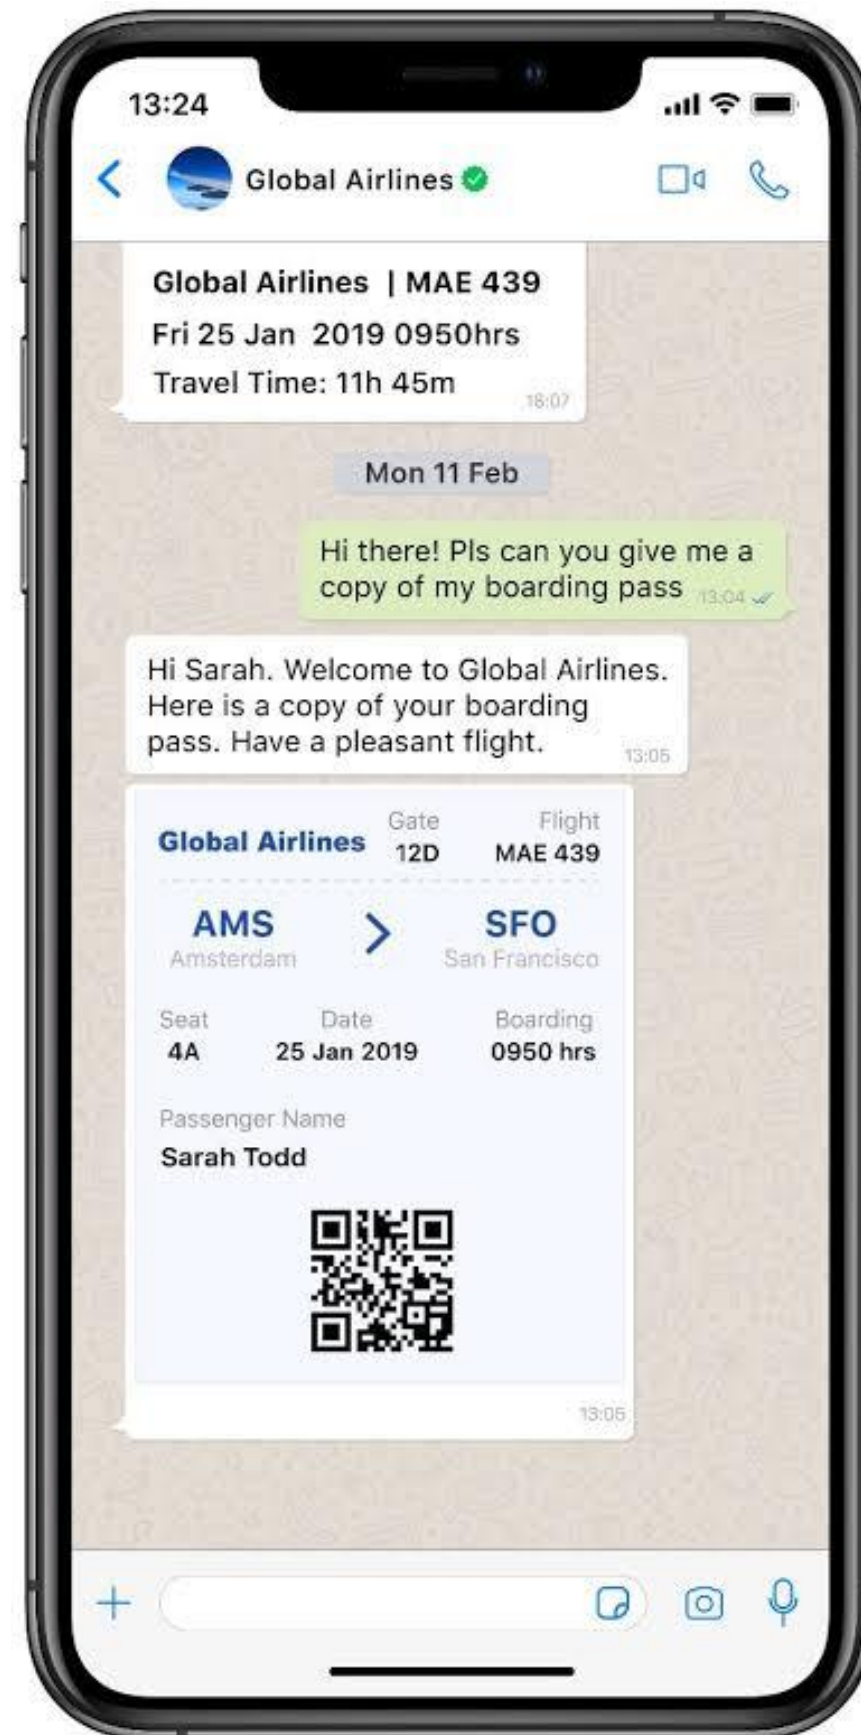 13:24
Global Airlines
Global Airlines | MAE 439
Fri 25 Jan 2019 0950hrs
Travel Time: 11h 45m
18:07
Mon 11 Feb
Hi there! Pls can you give me a
copy of my boarding pass 13:04
Hi Sarah. Welcome to Global Airlines.
Here is a copy of your boarding
pass. Have a pleasant flight.
13:05
Global Airlines
Gate Flight
12D MAE 439
AMS SFO
Amsterdam San Francisco
Seat Date Boarding
4A 25 Jan 2019 0950 hrs
Passenger Name
Sarah Todd
13:05